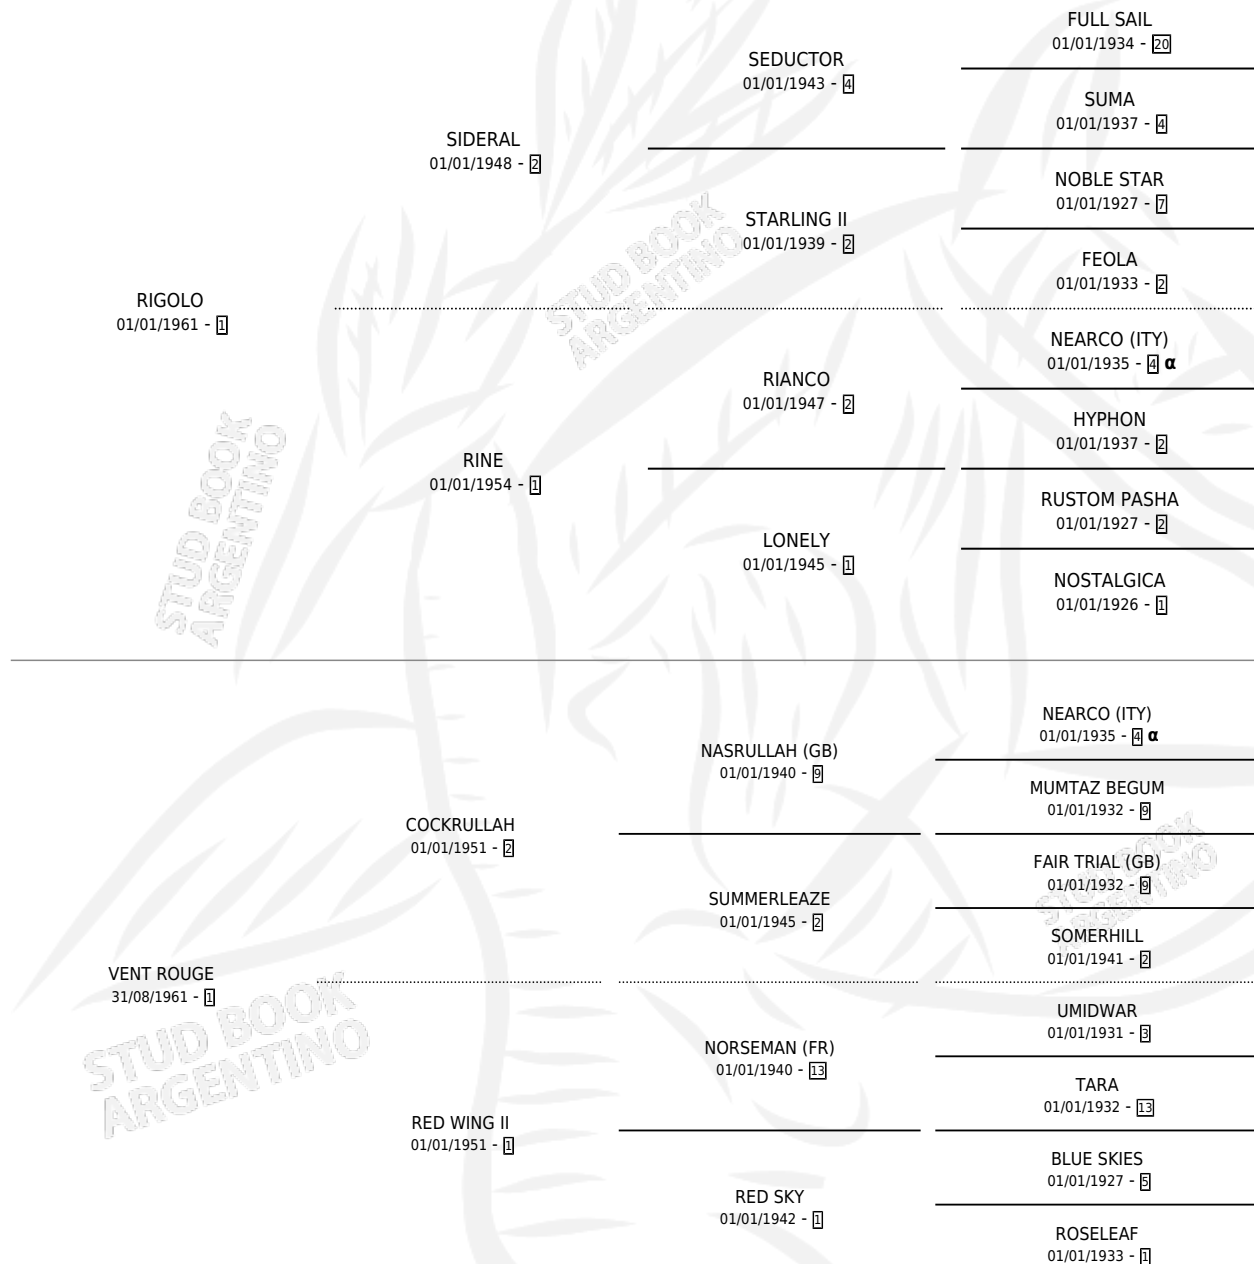 FULL SAIL
01/01/1934 - 20
SEDUCTOR
01/01/1943 - 4
SUMA
01/01/1937 - 4
SIDERAL
01/01/1948 - 2
NOBLE STAR
01/01/1927 - 7
STARLING II
01/01/1939 - 2
FEOLA
01/01/1933 - 2
RIGOLO
01/01/1961 - 1
NEARCO (ITY)
01/01/1935 - 4 α
RIANCO
01/01/1947 - 2
HYPHON
01/01/1937 - 2
RINE
01/01/1954 - 1
RUSTOM PASHA
01/01/1927 - 2
LONELY
01/01/1945 - 1
NOSTALGICA
01/01/1926 - 1
STUD BOOK
ARGENTINO
STUD BOOK
ARGENTINO
NEARCO (ITY)
01/01/1935 - 4 α
NASRULLAH (GB)
01/01/1940 - 9
MUMTAZ BEGUM
01/01/1932 - 9
COCKRULLAH
01/01/1951 - 2
FAIR TRIAL (GB)
01/01/1932 - 9
SUMMERLEAZE
01/01/1945 - 2
SOMERHILL
01/01/1941 - 2
VENT ROUGE
31/08/1961 - 1
UMIDWAR
01/01/1931 - 3
NORSEMAN (FR)
01/01/1940 - 13
TARA
01/01/1932 - 13
RED WING II
01/01/1951 - 1
BLUE SKIES
01/01/1927 - 5
RED SKY
01/01/1942 - 1
ROSELEAF
01/01/1933 - 1
STUD BOOK
ARGENTINO
STUD BOOK
ARGENTINO